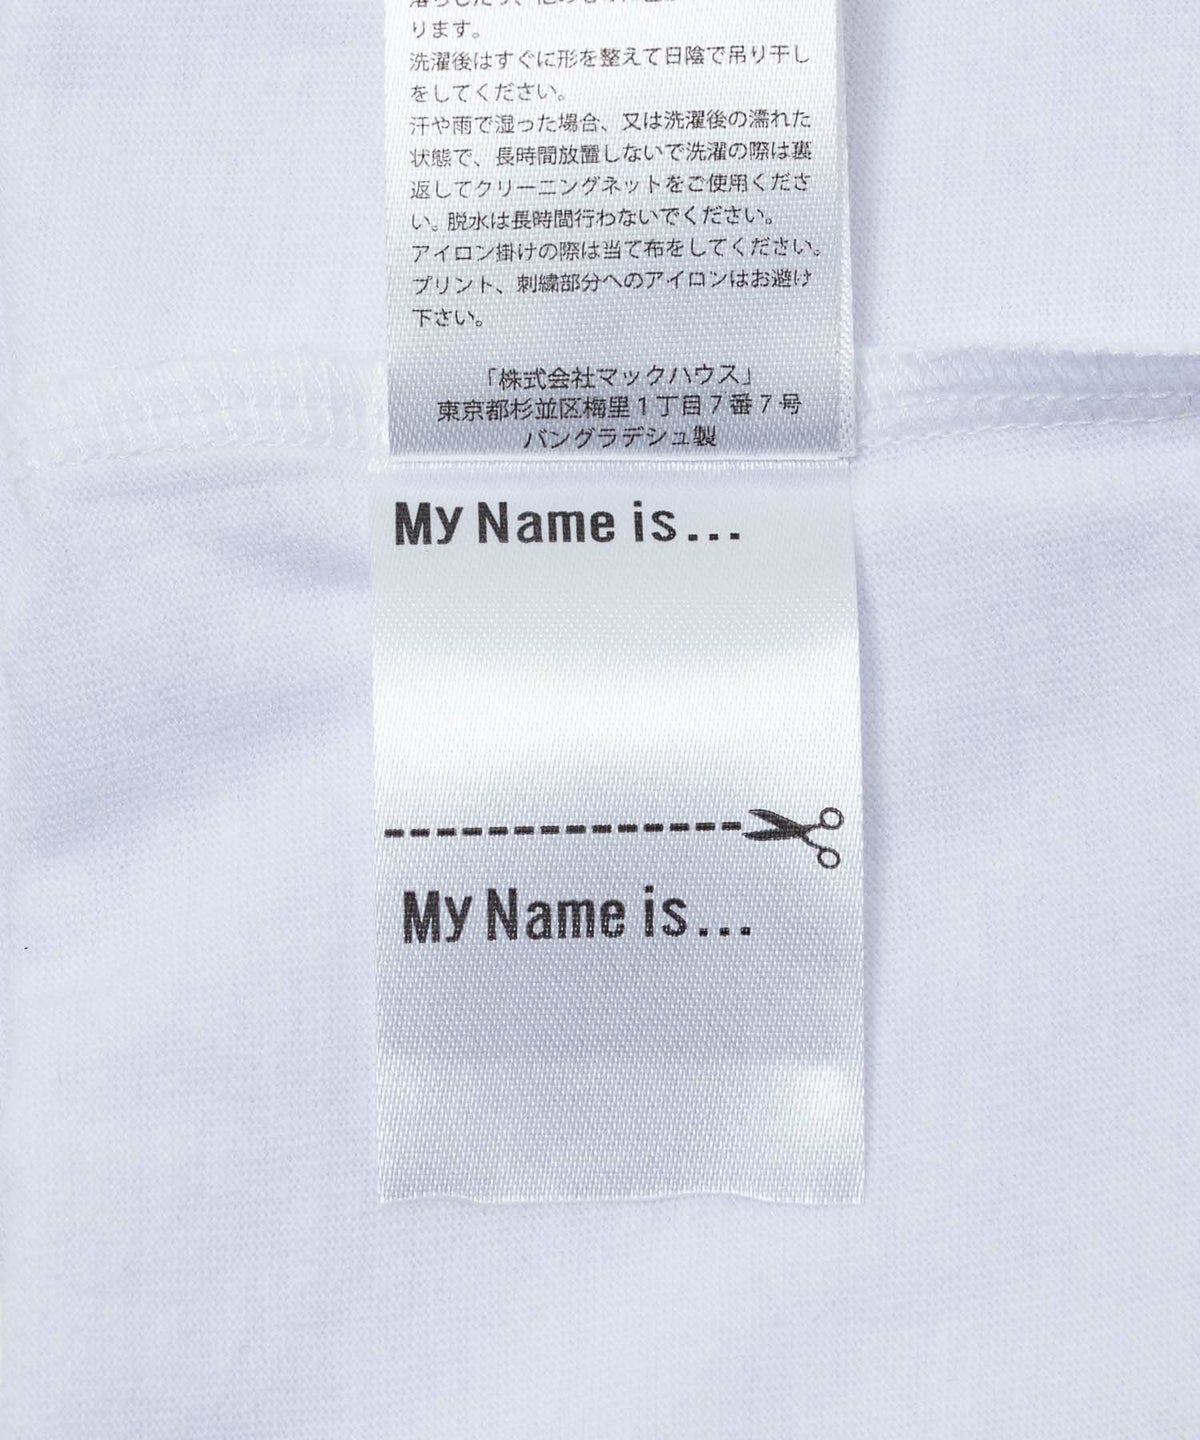 ります。
洗濯後はすぐに形を整えて日陰で吊り干し
をしてください。
汗や雨で湿った場合、又は洗濯後の濡れた
状態で、長時間放置しないで洗濯の際は裏
返してクリーニングネットをご使用くださ
い。脱水は長時間行わないでください。
アイロン掛けの際は当て布をしてください。
プリント、刺繍部分へのアイロンはお避け
下さい。
「株式会社マックハウス」
東京都杉並区梅里1丁目7番7号
バングラデシュ製
My Name is...
My Name is...